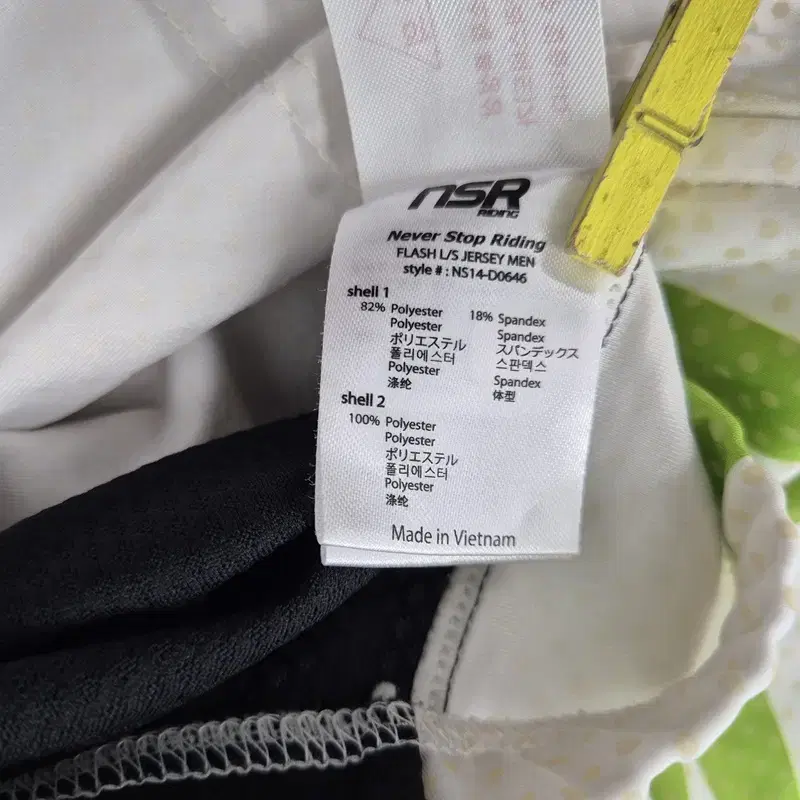 nsR
RIDING
Never Stop Riding
FLASH L/S JERSEY MEN
style # : NS14-D0646
shell 1
82% Polyester 18% Spandex
Polyester Spandex
ポリエステル スパンデックス
폴리에스터 스판덱스
Polyester Spandex
涤纶 体型
shell 2
100% Polyester
Polyester
ポリエステル
폴리에스터
Polyester
涤纶
Made in Vietnam